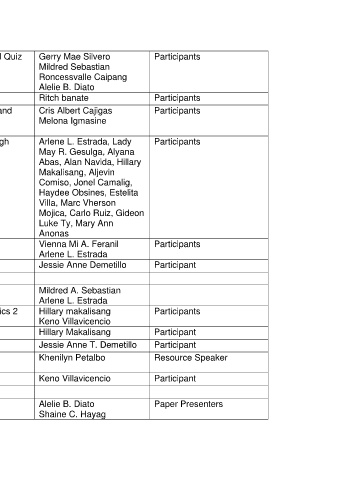 l Quiz
Gerry Mae Silvero
Mildred Sebastian
Roncessvalle Caipang
Alelie B. Diato
Participants
Ritch banate
Participants
and
Cris Albert Cajigas
Melona Igmasine
Participants
gh
Arlene L. Estrada, Lady
May R. Gesulga, Alyana
Abas, Alan Navida, Hillary
Makalisang, Aljevin
Comiso, Jonel Camalig,
Haydee Obsines, Estelita
Villa, Marc Vherson
Mojica, Carlo Ruiz, Gideon
Luke Ty, Mary Ann
Anonas
Participants
Vienna Mi A. Feranil
Arlene L. Estrada
Participants
Jessie Anne Demetillo
Participant
Mildred A. Sebastian
Arlene L. Estrada
ics 2
Hillary makalisang
Keno Villavicencio
Participants
Hillary Makalisang
Participant
Jessie Anne T. Demetillo
Participant
Khenilyn Petalbo
Resource Speaker
Keno Villavicencio
Participant
Alelie B. Diato
Shaine C. Hayag
Paper Presenters